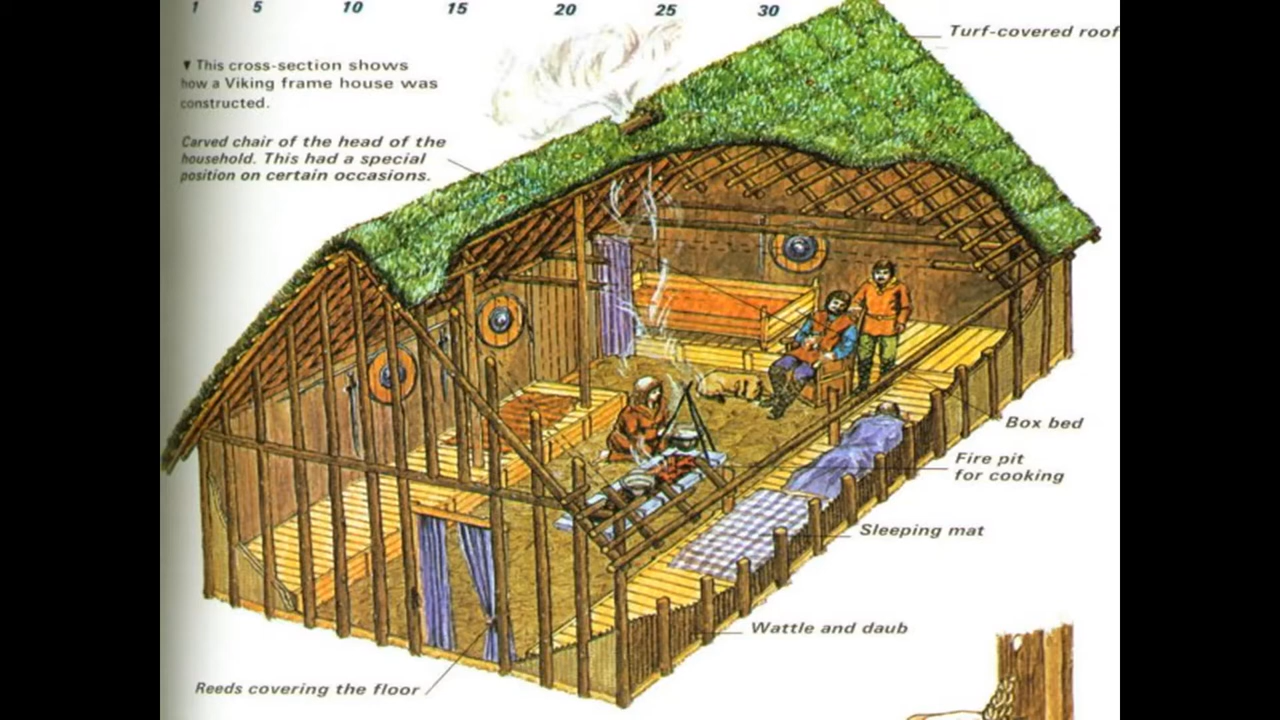 1 5 10 15 20 25 30
Turf-covered roof
▼ This cross-section shows
how a Viking frame house was
constructed.
Carved chair of the head of the
household. This had a special
position on certain occasions.
Box bed
Fire pit
for cooking
Sleeping mat
Wattle and daub
Reeds covering the floor